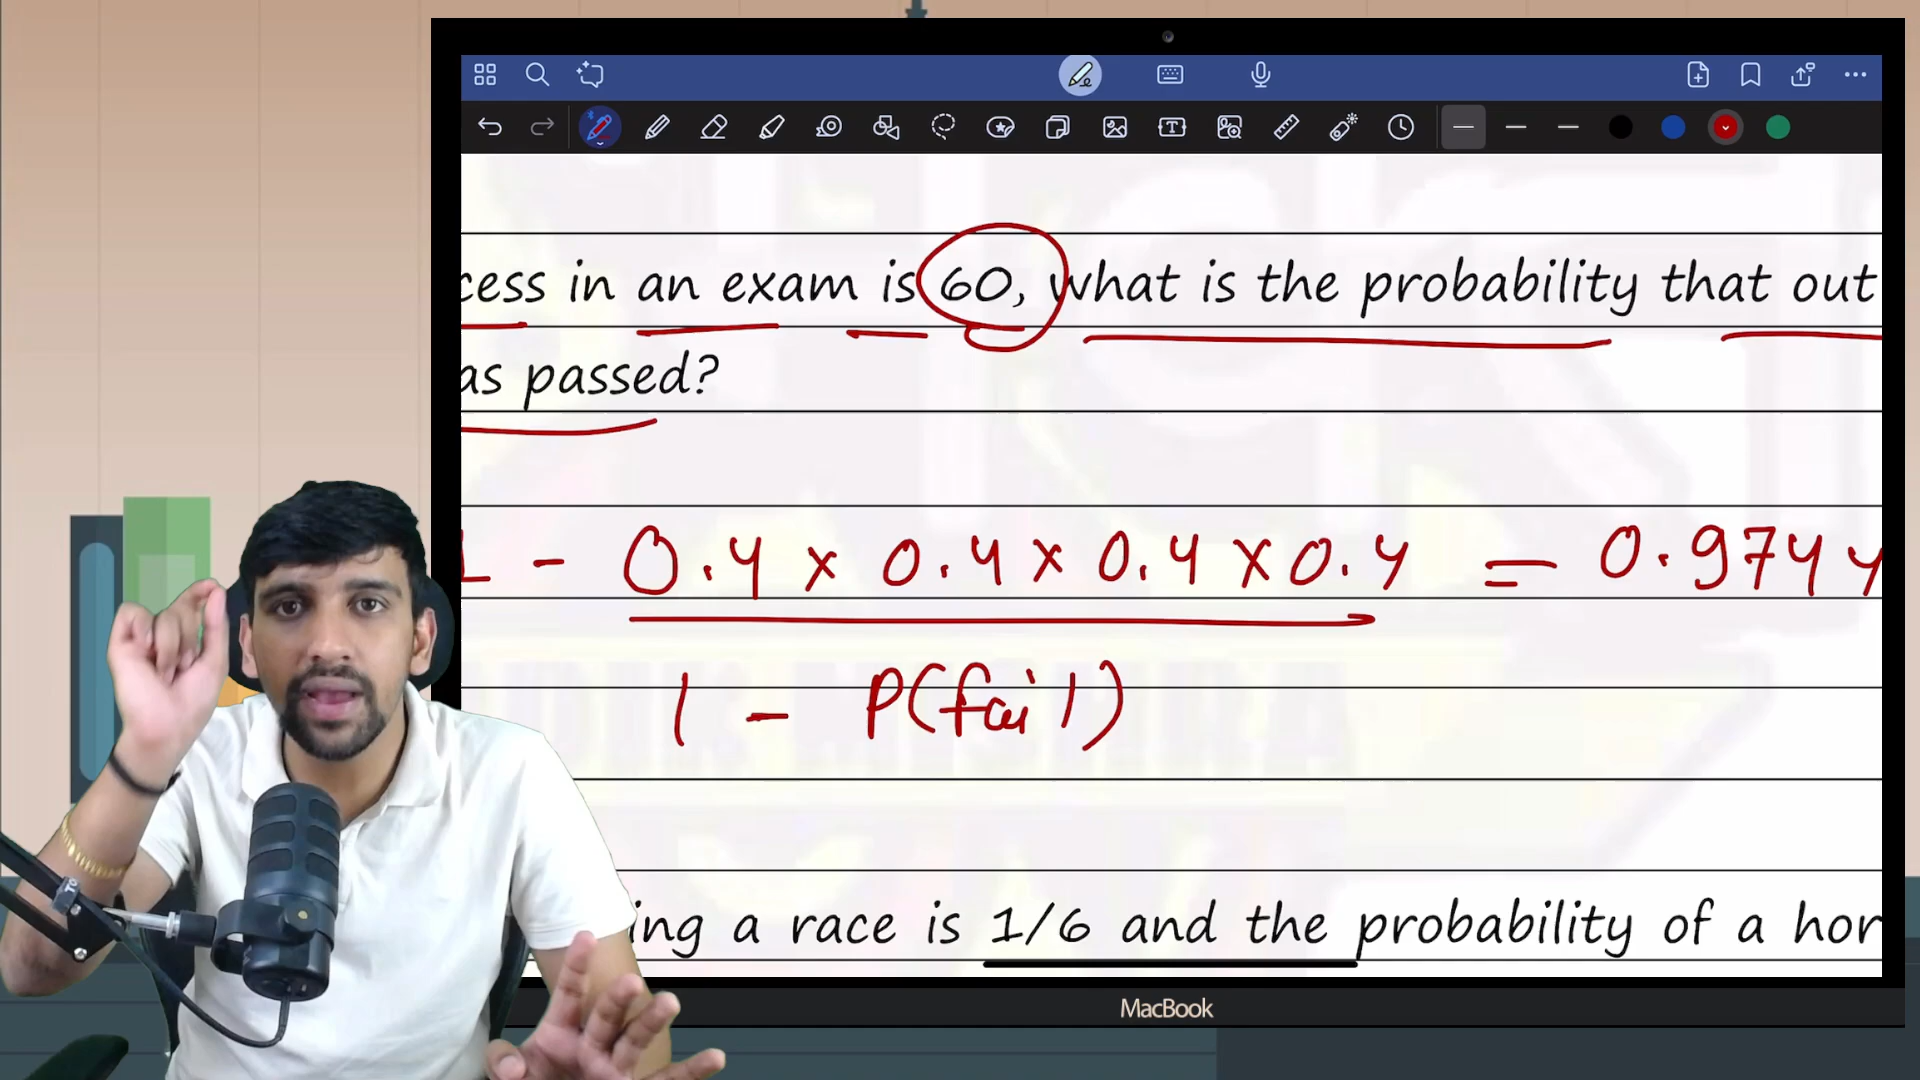 cess in an exam is 60, what is the probability that out
as passed?
1 - 0.4 x 0.4 x 0.4 x 0.4 = 0.9744
1 - P(fail)
ing a race is 1/6 and the probability of a hor
MacBook